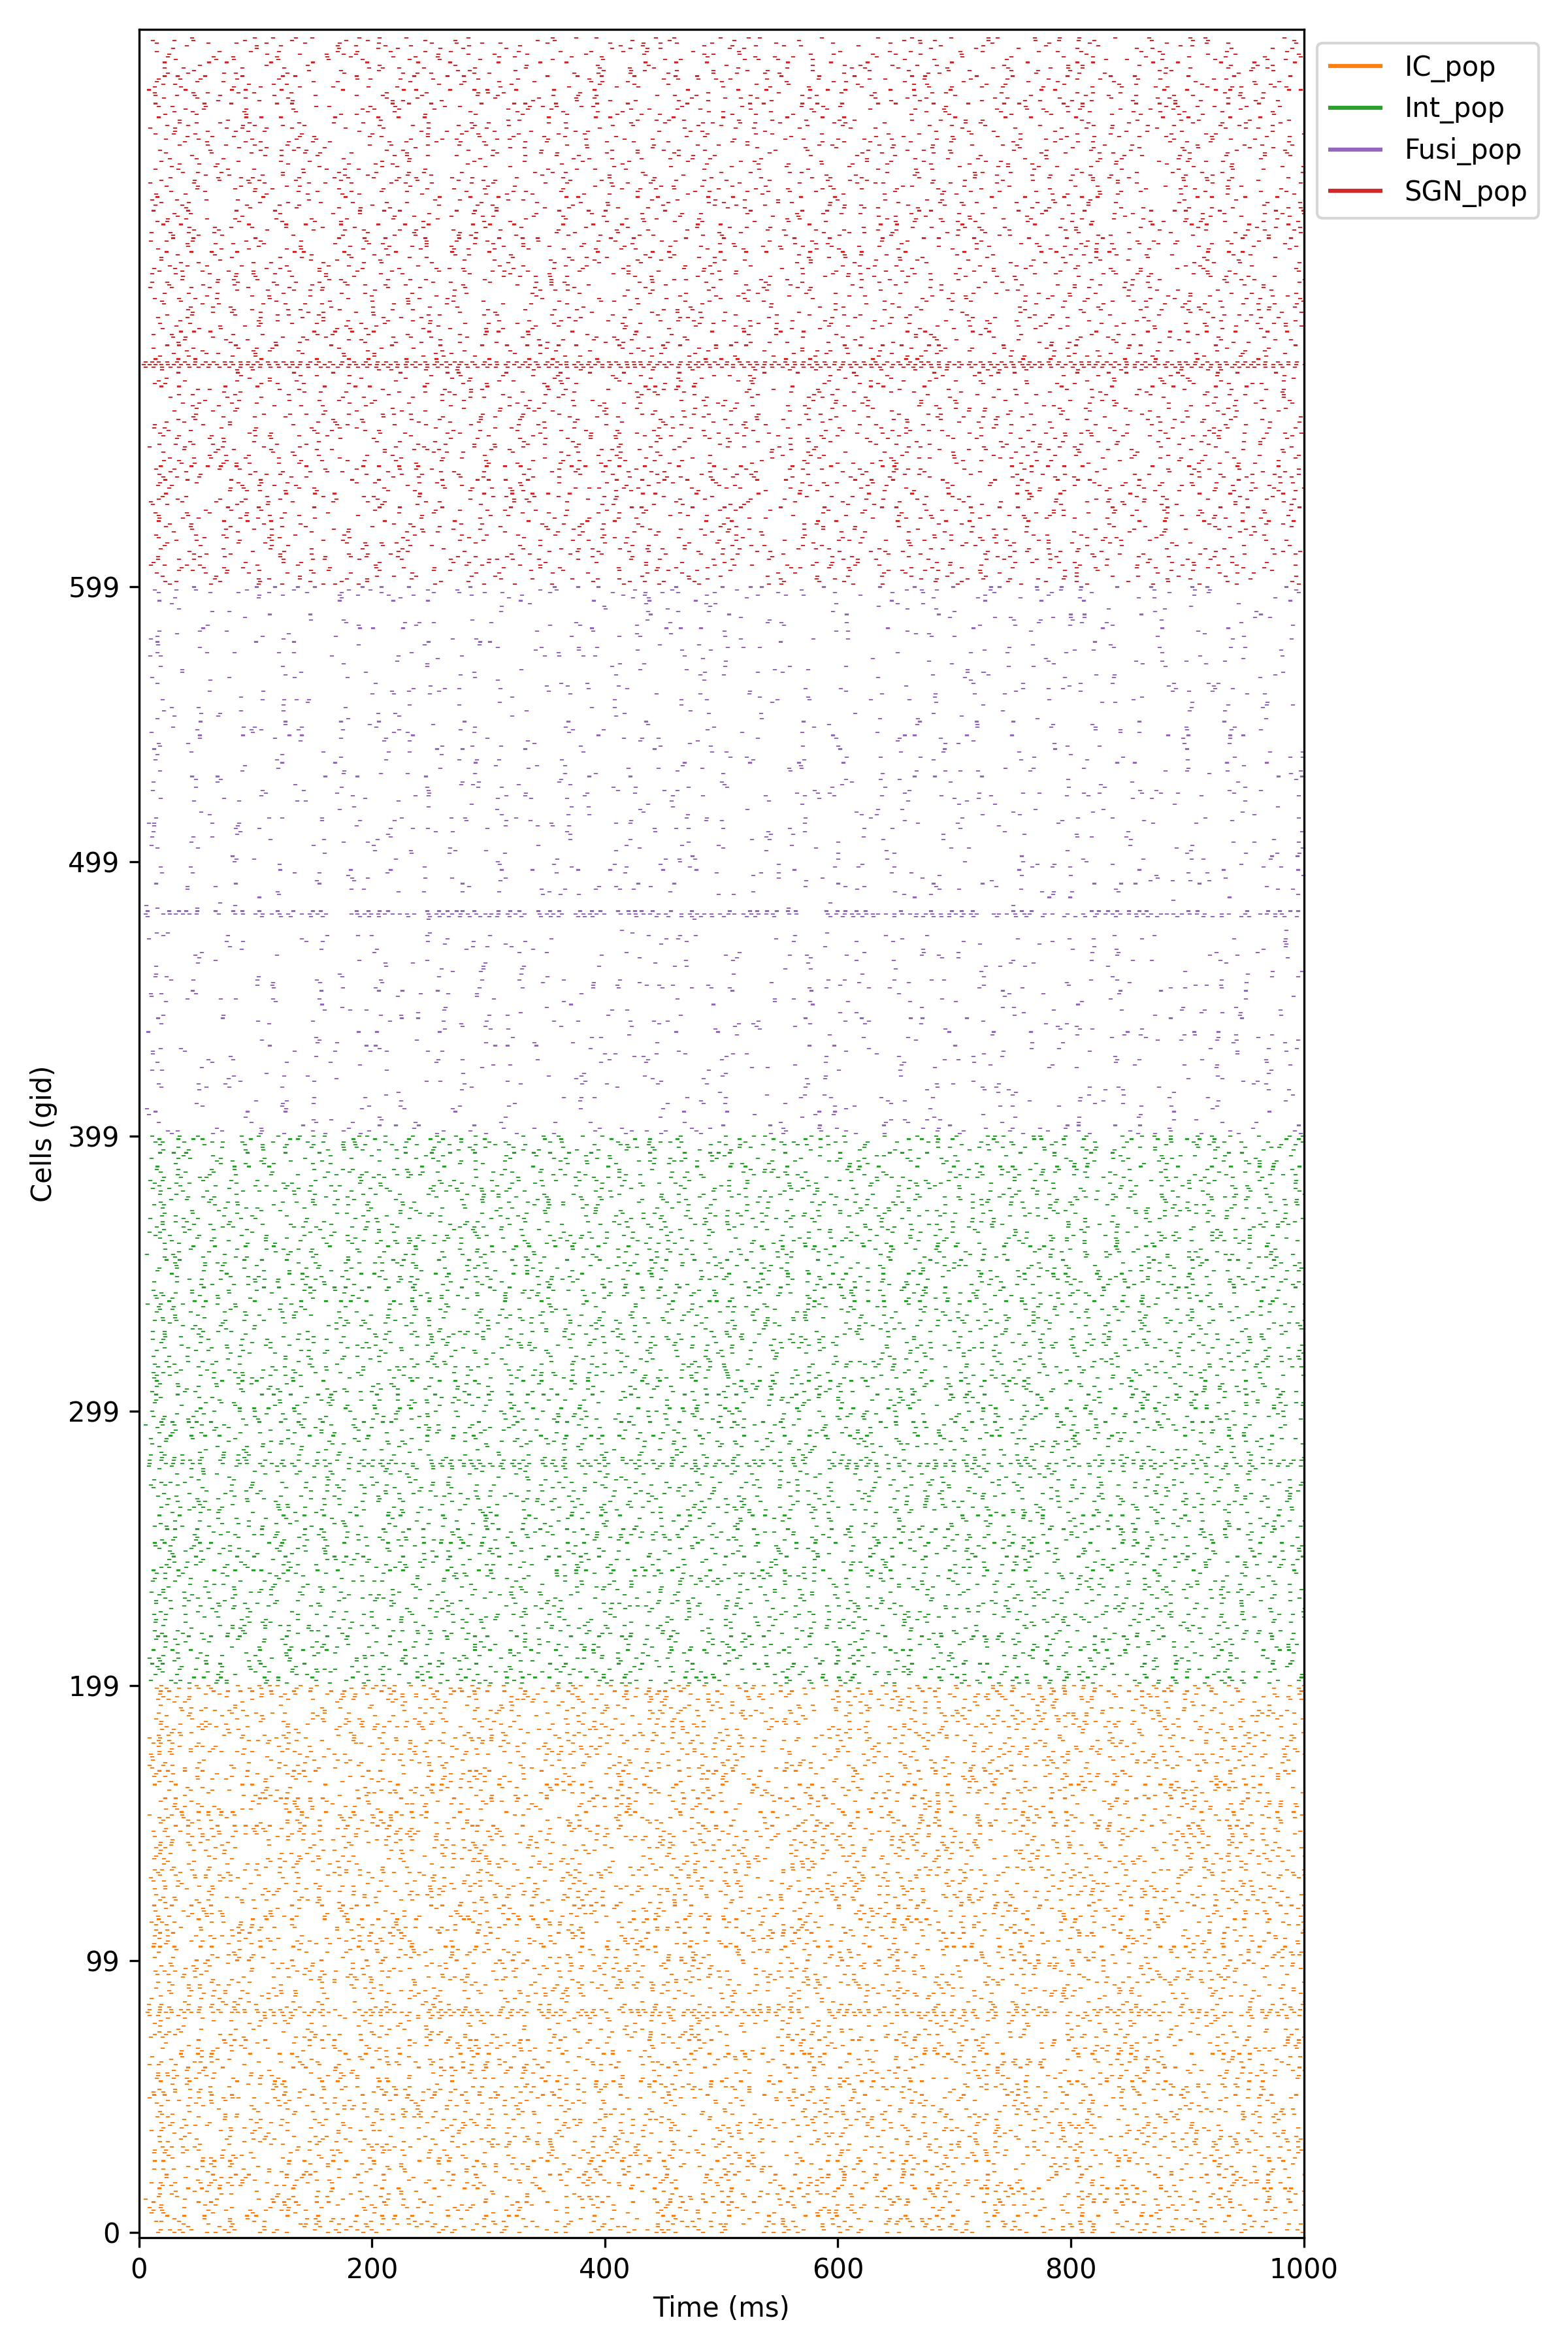 IC_pop
Int_pop
Fusi_pop
SGN_pop
599
499
399
299
199
99
0
Cells (gid)
0 200 400 600 800 1000
Time (ms)